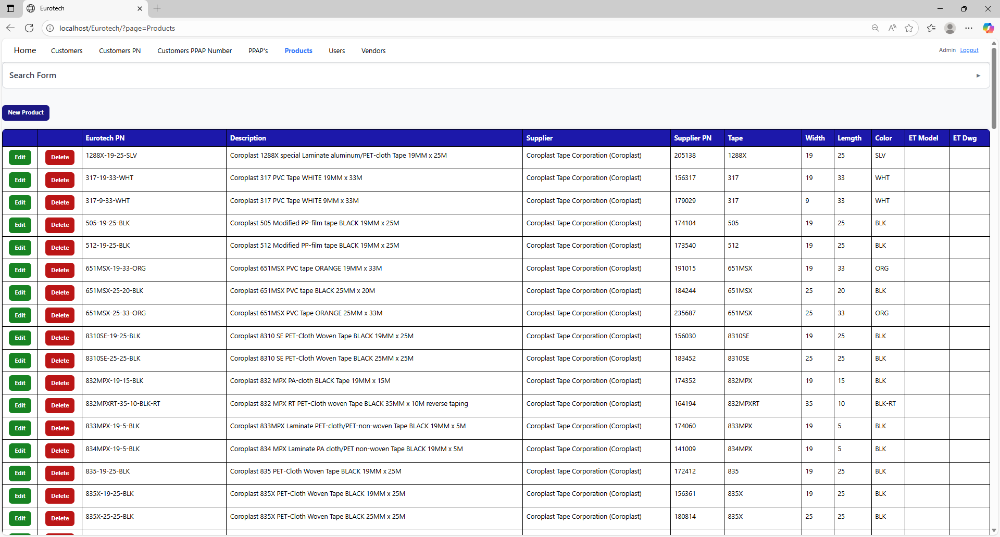 Eurotech
localhost/Eurotech/?page=Products
Home Customers Customers PN Customers PPAP Number PPAP's Products Users Vendors Admin Logout
Search Form
New Product
Eurotech PN Description Supplier Supplier PN Tape Width Length Color ET Model ET Dwg
Edit Delete 1288X-19-25-SLV Coroplast 1288X special Laminate aluminum/PET-cloth Tape 19MM x 25M Coroplast Tape Corporation (Coroplast) 205138 1288X 19 25 SLV
Edit Delete 317-19-33-WHT Coroplast 317 PVC Tape WHITE 19MM x 33M Coroplast Tape Corporation (Coroplast) 156317 317 19 33 WHT
Edit Delete 317-9-33-WHT Coroplast 317 PVC Tape WHITE 9MM x 33M Coroplast Tape Corporation (Coroplast) 179029 317 9 33 WHT
Edit Delete 505-19-25-BLK Coroplast 505 Modified PP-film tape BLACK 19MM x 25M Coroplast Tape Corporation (Coroplast) 174104 505 19 25 BLK
Edit Delete 512-19-25-BLK Coroplast 512 Modified PP-film tape BLACK 19MM x 25M Coroplast Tape Corporation (Coroplast) 173540 512 19 25 BLK
Edit Delete 651MSX-19-33-ORG Coroplast 651MSX PVC tape ORANGE 19MM x 33M Coroplast Tape Corporation (Coroplast) 191015 651MSX 19 33 ORG
Edit Delete 651MSX-25-20-BLK Coroplast 651MSX PVC tape BLACK 25MM x 20M Coroplast Tape Corporation (Coroplast) 184244 651MSX 25 20 BLK
Edit Delete 651MSX-25-33-ORG Coroplast 651MSX PVC Tape ORANGE 25MM x 33M Coroplast Tape Corporation (Coroplast) 235687 651MSX 25 33 ORG
Edit Delete 8310SE-19-25-BLK Coroplast 8310 SE PET-Cloth Woven Tape BLACK 19MM x 25M Coroplast Tape Corporation (Coroplast) 156030 8310SE 19 25 BLK
Edit Delete 8310SE-25-25-BLK Coroplast 8310 SE PET-Cloth Woven Tape BLACK 25MM x 25M Coroplast Tape Corporation (Coroplast) 183452 8310SE 25 25 BLK
Edit Delete 832MPX-19-15-BLK Coroplast 832 MPX PA-cloth BLACK Tape 19MM x 15M Coroplast Tape Corporation (Coroplast) 174352 832MPX 19 15 BLK
Edit Delete 832MPXRT-35-10-BLK-RT Coroplast 832 MPX RT PET-Cloth woven Tape BLACK 35MM x 10M reverse taping Coroplast Tape Corporation (Coroplast) 164194 832MPXRT 35 10 BLK-RT
Edit Delete 833MPX-19-5-BLK Coroplast 833MPX Laminate PET-cloth/PET-non-woven Tape BLACK 19MM x 5M Coroplast Tape Corporation (Coroplast) 174060 833MPX 19 5 BLK
Edit Delete 834MPX-19-5-BLK Coroplast 834 MPX Laminate PA cloth/PET non-woven Tape BLACK 19MM x 5M Coroplast Tape Corporation (Coroplast) 141009 834MPX 19 5 BLK
Edit Delete 835-19-25-BLK Coroplast 835 PET-Cloth Woven Tape BLACK 19MM x 25M Coroplast Tape Corporation (Coroplast) 172412 835 19 25 BLK
Edit Delete 835X-19-25-BLK Coroplast 835X PET-Cloth Woven Tape BLACK 19MM x 25M Coroplast Tape Corporation (Coroplast) 156361 835X 19 25 BLK
Edit Delete 835X-25-25-BLK Coroplast 835X PET-Cloth Woven Tape BLACK 25MM x 25M Coroplast Tape Corporation (Coroplast) 180814 835X 25 25 BLK